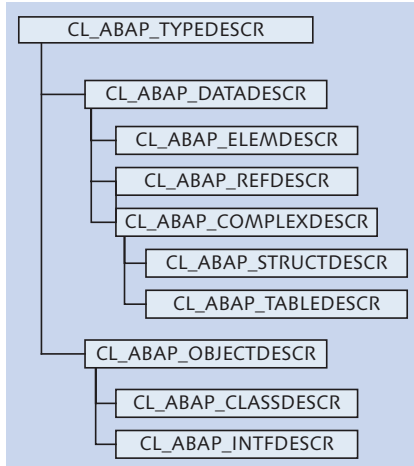 CL_ABAP_TYPEDESCR
CL_ABAP_DATADESCR
CL_ABAP_ELEMDESCR
CL_ABAP_REFDESCR
CL_ABAP_COMPLEXDESCR
CL_ABAP_STRUCTDESCR
CL_ABAP_TABLEDESCR
CL_ABAP_OBJECTDESCR
CL_ABAP_CLASSDESCR
CL_ABAP_INTFDESCR